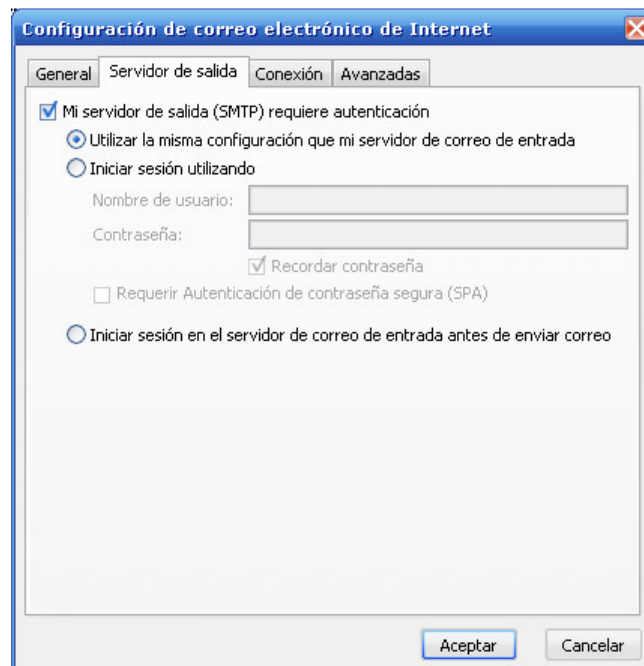 Configuración de correo electrónico de Internet
General Servidor de salida Conexión Avanzadas
Mi servidor de salida (SMTP) requiere autenticación
Utilizar la misma configuración que mi servidor de correo de entrada
Iniciar sesión utilizando
Nombre de usuario:
Contraseña:
Recordar contraseña
Requerir Autenticación de contraseña segura (SPA)
Iniciar sesión en el servidor de correo de entrada antes de enviar correo
Aceptar Cancelar